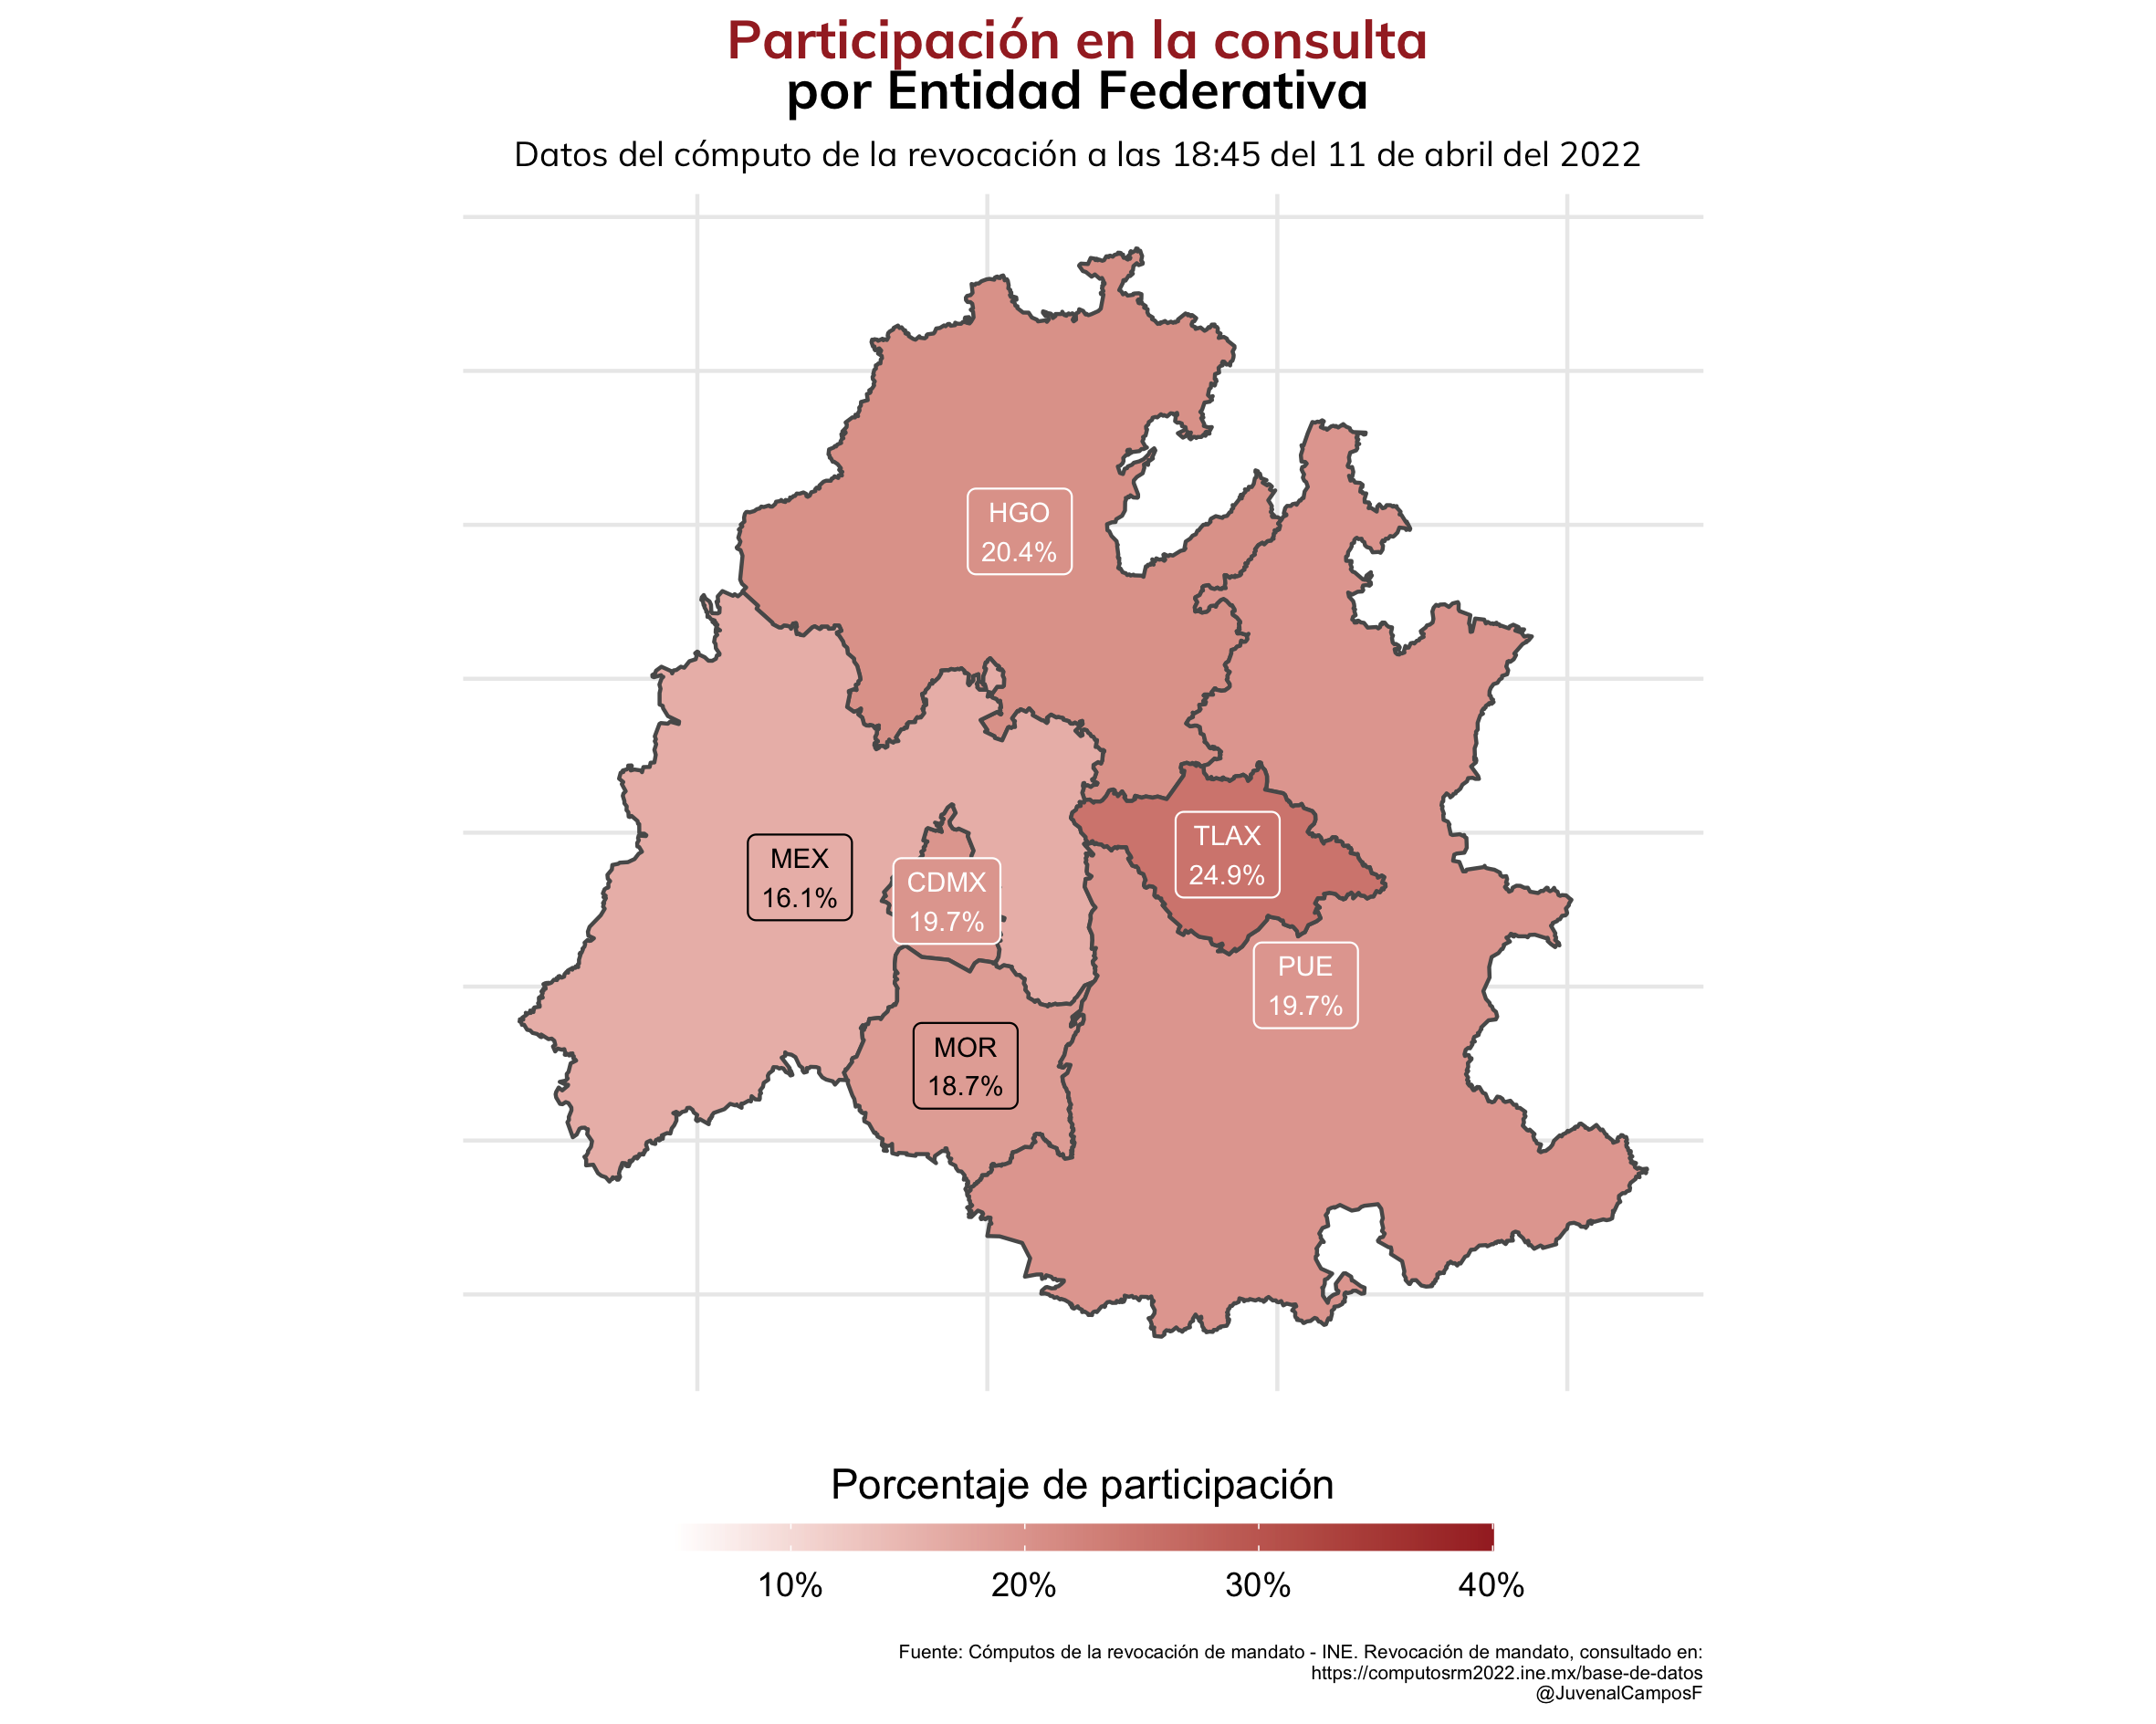 Participación en la consulta
por Entidad Federativa
Datos del cómputo de la revocación a las 18:45 del 11 de abril del 2022
HGO
20.4%
TLAX
24.9%
MEX
16.1%
CDMX
19.7%
PUE
19.7%
MOR
18.7%
Porcentaje de participación
10% 20% 30% 40%
Fuente: Cómputos de la revocación de mandato - INE. Revocación de mandato, consultado en:
https://computosrm2022.ine.mx/base-de-datos
@JuvenalCamposF